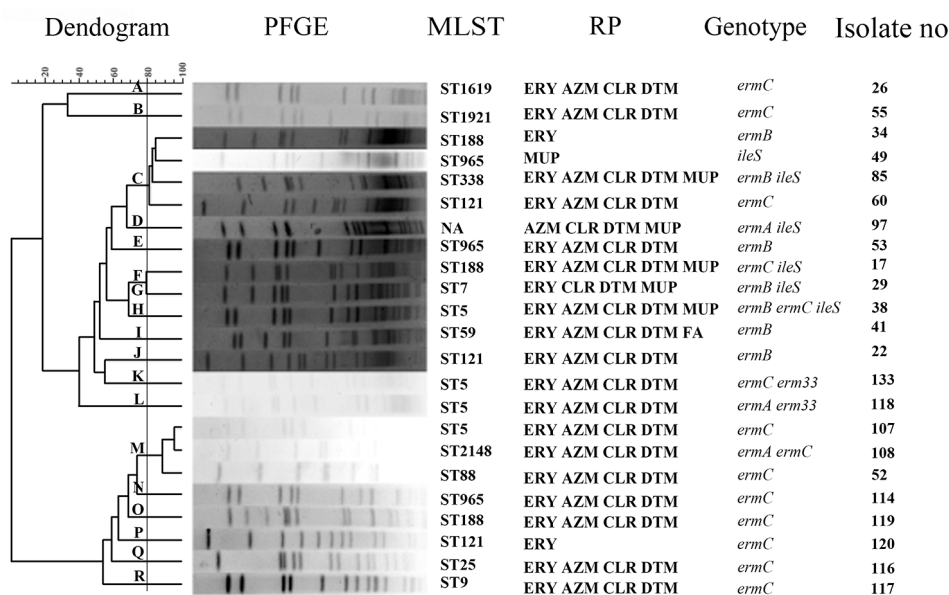 Dendogram PFGE MLST RP Genotype Isolate no
20 40 60 80 100
A ST1619 ERY AZM CLR DTM ermC 26
B ST1921 ERY AZM CLR DTM ermC 55
ST188 ERY ermB 34
ST965 MUP ileS 49
C ST338 ERY AZM CLR DTM MUP ermB ileS 85
ST121 ERY AZM CLR DTM ermC 60
D NA AZM CLR DTM MUP ermA ileS 97
E ST965 ERY AZM CLR DTM ermB 53
F ST188 ERY AZM CLR DTM MUP ermC ileS 17
G ST7 ERY CLR DTM MUP ermB ileS 29
H ST5 ERY AZM CLR DTM MUP ermB ermC ileS 38
I ST59 ERY AZM CLR DTM FA ermB 41
J ST121 ERY AZM CLR DTM ermB 22
K ST5 ERY AZM CLR DTM ermC erm33 133
L ST5 ERY AZM CLR DTM ermA erm33 118
ST5 ERY AZM CLR DTM ermC 107
M ST2148 ERY AZM CLR DTM ermA ermC 108
ST88 ERY AZM CLR DTM ermC 52
N ST965 ERY AZM CLR DTM ermC 114
O ST188 ERY AZM CLR DTM ermC 119
P ST121 ERY ermC 120
Q ST25 ERY AZM CLR DTM ermC 116
R ST9 ERY AZM CLR DTM ermC 117